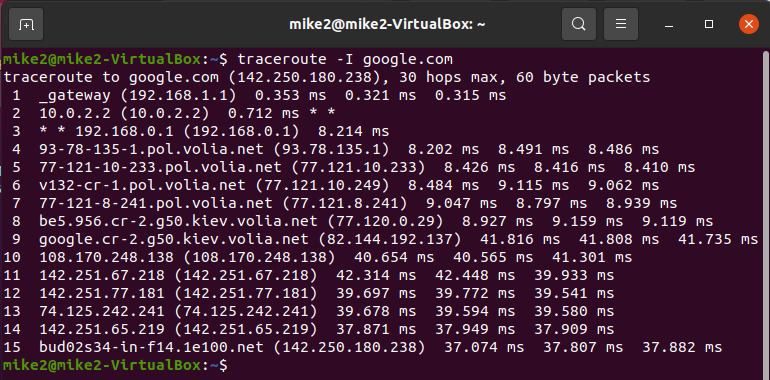 mike2@mike2-VirtualBox: ~
mike2@mike2-VirtualBox:~$ traceroute -I google.com
traceroute to google.com (142.250.180.238), 30 hops max, 60 byte packets
 1  _gateway (192.168.1.1)  0.353 ms  0.321 ms  0.315 ms
 2  10.0.2.2 (10.0.2.2)  0.712 ms * *
 3  * * 192.168.0.1 (192.168.0.1)  8.214 ms
 4  93-78-135-1.pol.volia.net (93.78.135.1)  8.202 ms  8.491 ms  8.486 ms
 5  77-121-10-233.pol.volia.net (77.121.10.233)  8.426 ms  8.416 ms  8.410 ms
 6  v132-cr-1.pol.volia.net (77.121.10.249)  8.484 ms  9.115 ms  9.062 ms
 7  77-121-8-241.pol.volia.net (77.121.8.241)  9.047 ms  8.797 ms  8.939 ms
 8  be5.956.cr-2.g50.kiev.volia.net (77.120.0.29)  8.927 ms  9.159 ms  9.119 ms
 9  google.cr-2.g50.kiev.volia.net (82.144.192.137)  41.816 ms  41.808 ms  41.735 ms
10  108.170.248.138 (108.170.248.138)  40.654 ms  40.565 ms  41.301 ms
11  142.251.67.218 (142.251.67.218)  42.314 ms  42.448 ms  39.933 ms
12  142.251.77.181 (142.251.77.181)  39.697 ms  39.772 ms  39.541 ms
13  74.125.242.241 (74.125.242.241)  39.678 ms  39.594 ms  39.580 ms
14  142.251.65.219 (142.251.65.219)  37.871 ms  37.949 ms  37.909 ms
15  bud02s34-in-f14.1e100.net (142.250.180.238)  37.074 ms  37.807 ms  37.882 ms
mike2@mike2-VirtualBox:~$